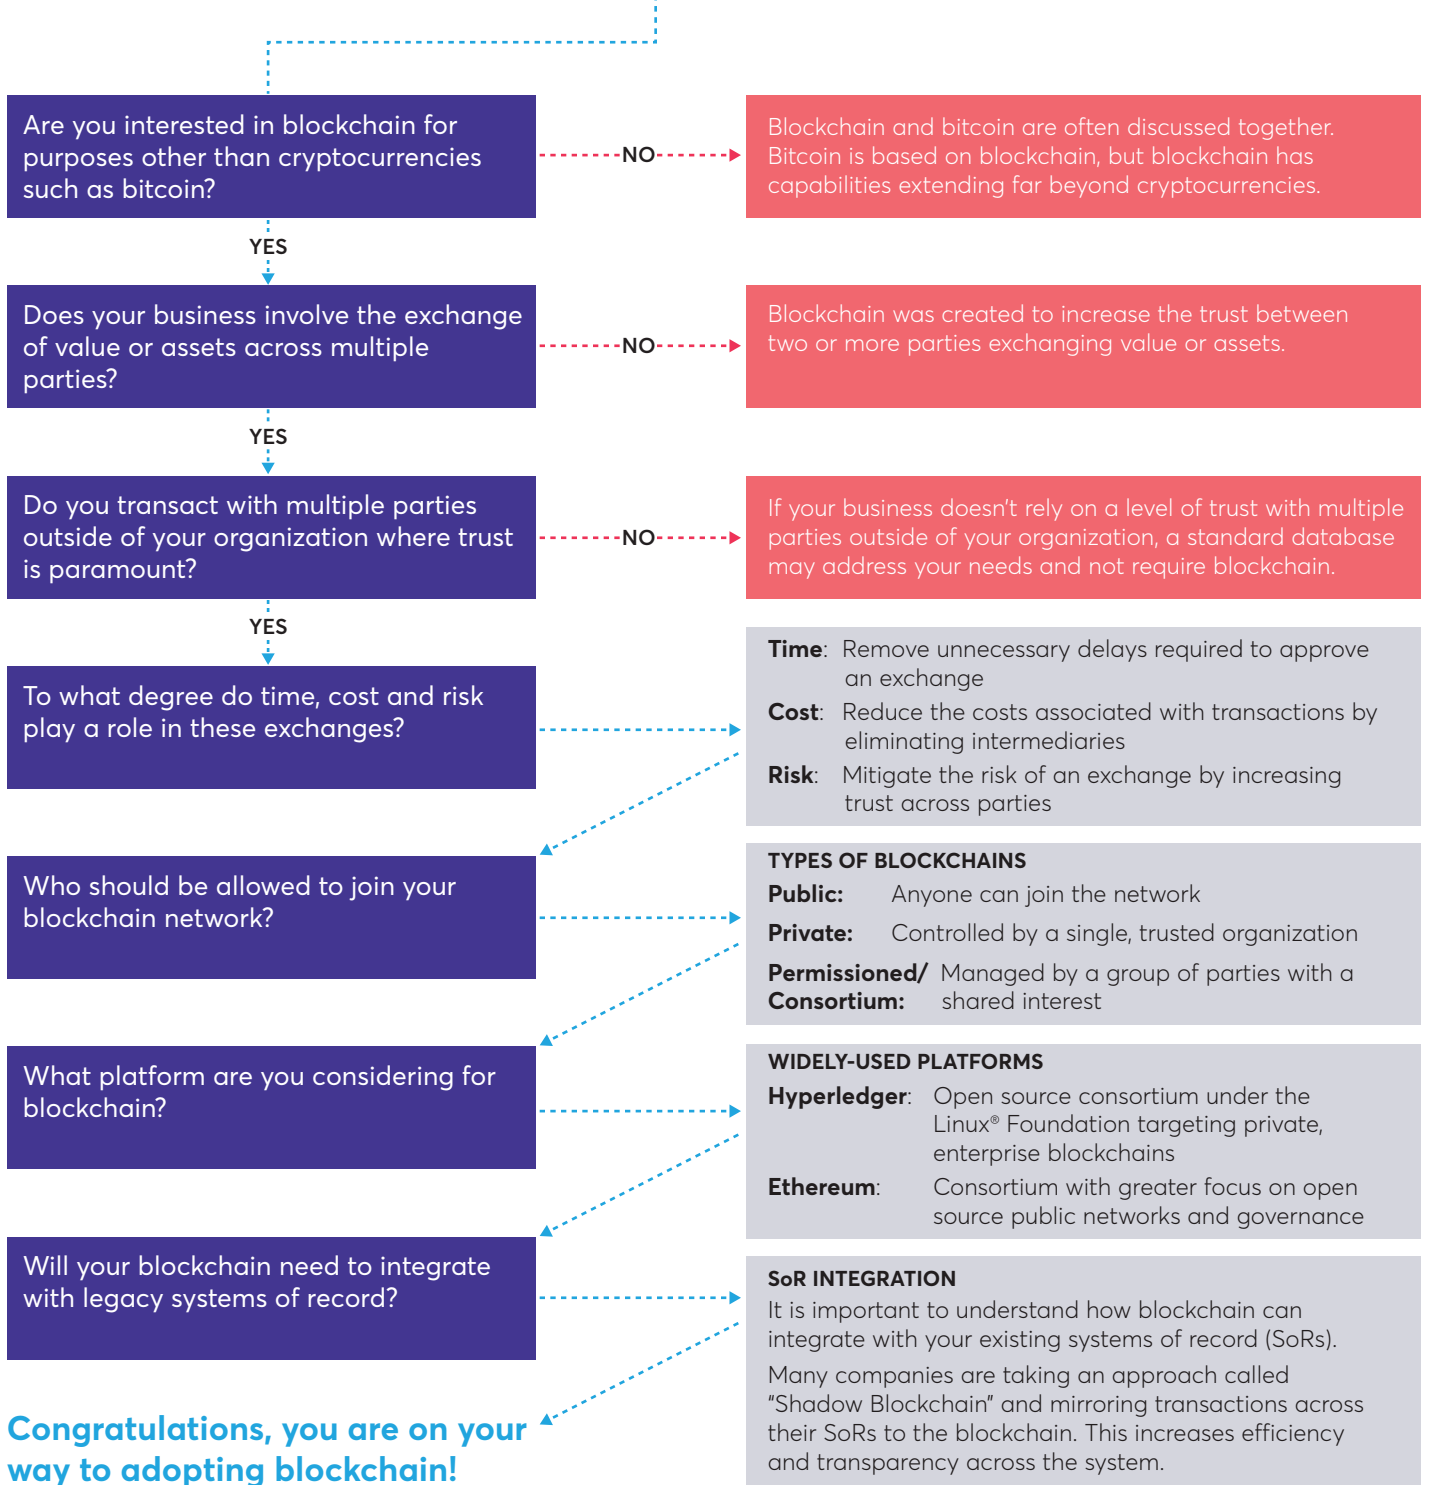 Are you interested in blockchain for
purposes other than cryptocurrencies
such as bitcoin?
NO
Blockchain and bitcoin are often discussed together.
Bitcoin is based on blockchain, but blockchain has
capabilities extending far beyond cryptocurrencies.
YES
Does your business involve the exchange
of value or assets across multiple
parties?
NO
Blockchain was created to increase the trust between
two or more parties exchanging value or assets.
YES
Do you transact with multiple parties
outside of your organization where trust
is paramount?
NO
If your business doesn't rely on a level of trust with multiple
parties outside of your organization, a standard database
may address your needs and not require blockchain.
YES
To what degree do time, cost and risk
play a role in these exchanges?
Time: Remove unnecessary delays required to approve
an exchange
Cost: Reduce the costs associated with transactions by
eliminating intermediaries
Risk: Mitigate the risk of an exchange by increasing
trust across parties
Who should be allowed to join your
blockchain network?
TYPES OF BLOCKCHAINS
Public: Anyone can join the network
Private: Controlled by a single, trusted organization
Permissioned/ Managed by a group of parties with a
Consortium: shared interest
What platform are you considering for
blockchain?
WIDELY-USED PLATFORMS
Hyperledger: Open source consortium under the
Linux® Foundation targeting private,
enterprise blockchains
Ethereum: Consortium with greater focus on open
source public networks and governance
Will your blockchain need to integrate
with legacy systems of record?
SoR INTEGRATION
It is important to understand how blockchain can
integrate with your existing systems of record (SoRs).
Many companies are taking an approach called
"Shadow Blockchain" and mirroring transactions across
their SoRs to the blockchain. This increases efficiency
and transparency across the system.
Congratulations, you are on your
way to adopting blockchain!